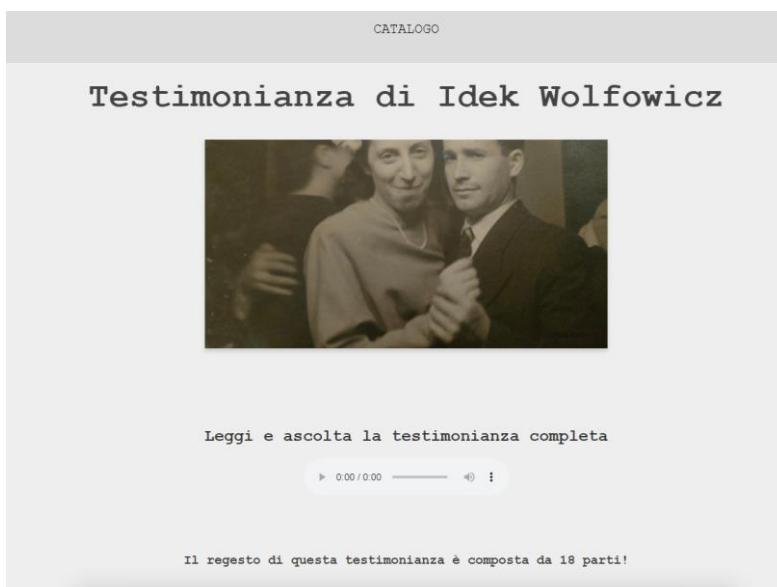 CATALOGO
Testimonianza di Idek Wolfowicz
Leggi e ascolta la testimonianza completa
0:00 / 0:00
Il regesto di questa testimonianza è composta da 18 parti!